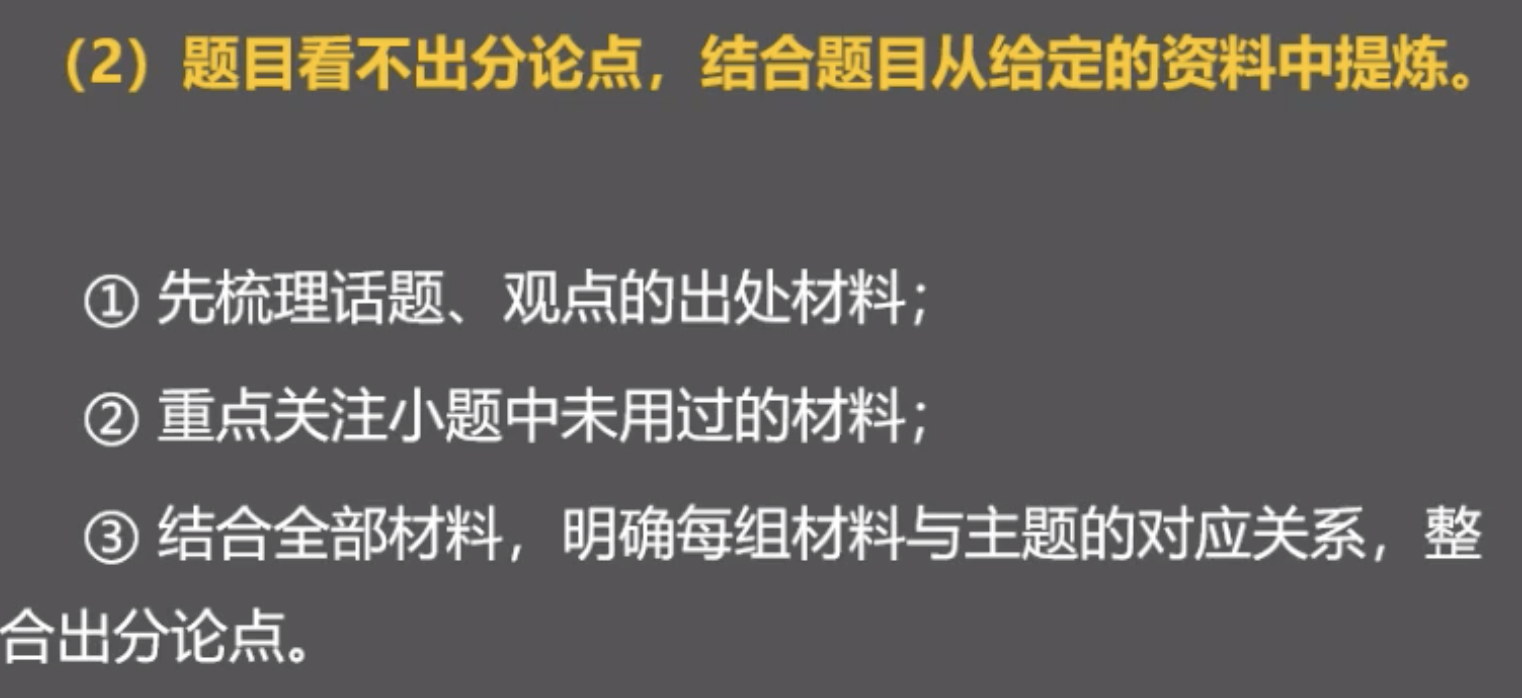 （2）题目看不出分论点，结合题目从给定的资料中提炼。
① 先梳理话题、观点的出处材料；
② 重点关注小题中未用过的材料；
③ 结合全部材料，明确每组材料与主题的对应关系，整
合出分论点。